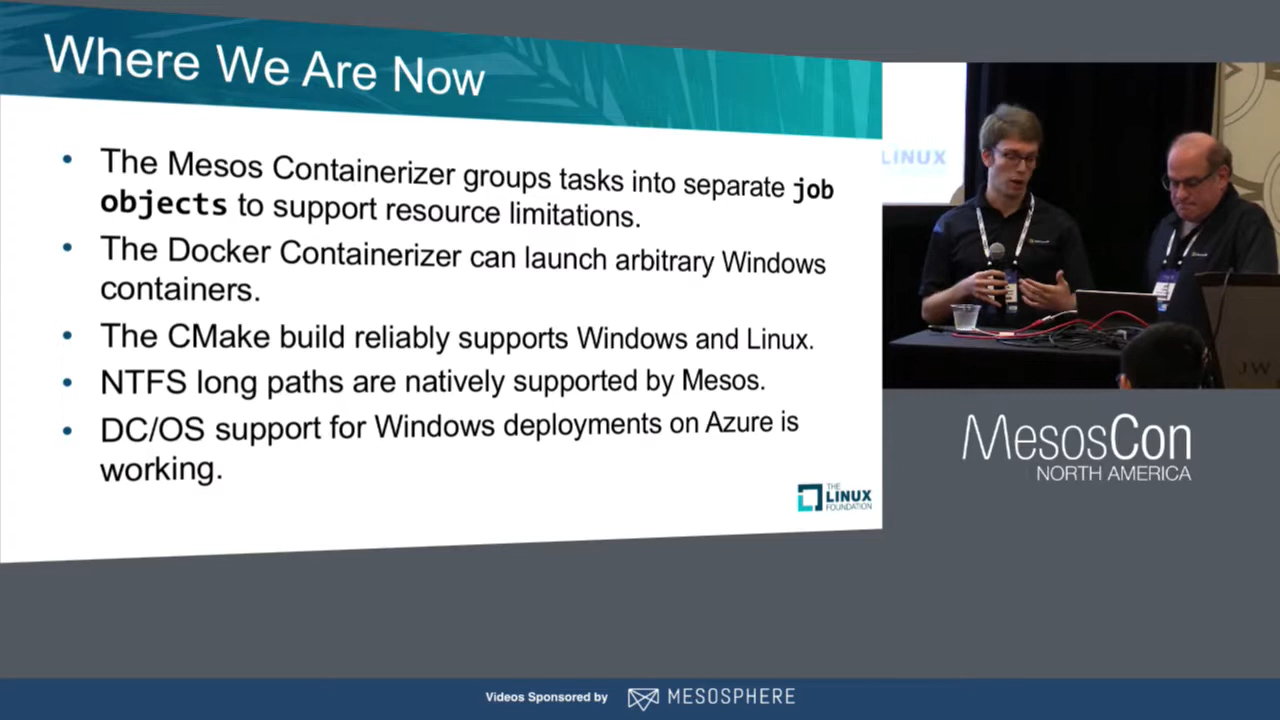 Where We Are Now
• The Mesos Containerizer groups tasks into separate job
objects to support resource limitations.
• The Docker Containerizer can launch arbitrary Windows
containers.
• The CMake build reliably supports Windows and Linux.
• NTFS long paths are natively supported by Mesos.
• DC/OS support for Windows deployments on Azure is
working.
THE
LINUX
FOUNDATION
LINUX
JW
MesosCon
NORTH AMERICA
Videos Sponsored by MESOSPHERE